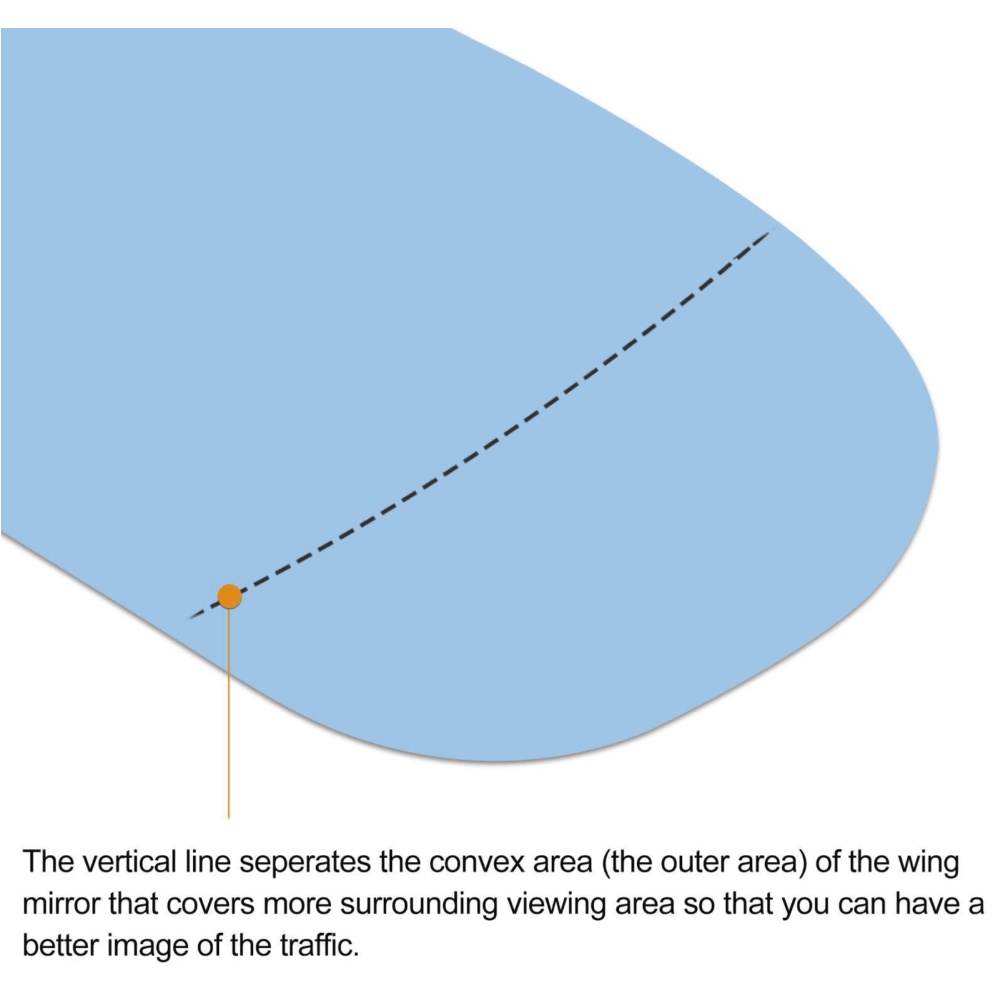 The vertical line seperates the convex area (the outer area) of the wing
mirror that covers more surrounding viewing area so that you can have a
better image of the traffic.